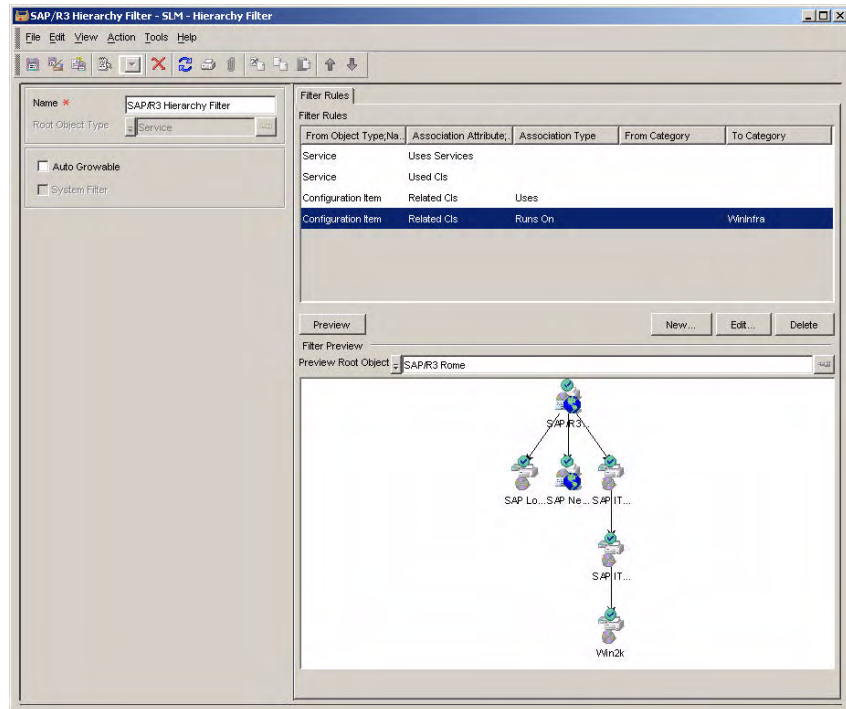 SAP/R3 Hierarchy Filter - SLM - Hierarchy Filter
File Edit View Action Tools Help
Name * SAP/R3 Hierarchy Filter
Root Object Type Service
Auto Growable
System Filter
Filter Rules
Filter Rules
From Object Type;Na.. Association Attribute; Association Type From Category To Category
Service Uses Services
Service Used CIs
Configuration Item Related CIs Uses
Configuration Item Related CIs Runs On WinInfra
Preview New... Edit... Delete
Filter Preview
Preview Root Object SAP/R3 Rome
SAP/R3...
SAP Lo... SAP Ne... SAP IT...
SAP IT...
Win2k